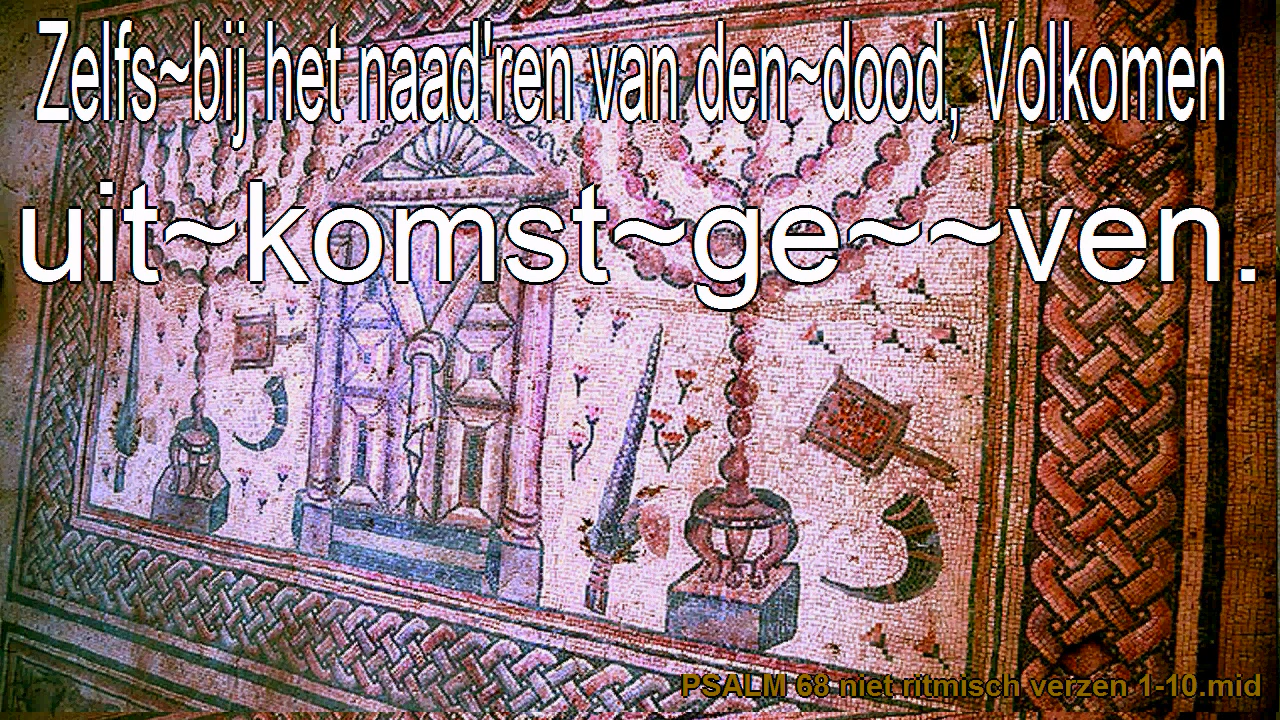 Zelfs~bij het naad'ren van den~dood, Volkomen
uit~komst~ge~~ven.
PSALM 68 niet ritmisch verzen 1-10.mid